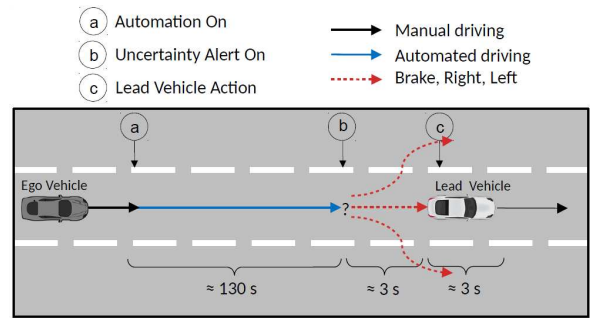 a Automation On
b Uncertainty Alert On
c Lead Vehicle Action
Manual driving
Automated driving
Brake, Right, Left
a b c
Ego Vehicle
Lead Vehicle
?
≈ 130 s ≈ 3 s ≈ 3 s